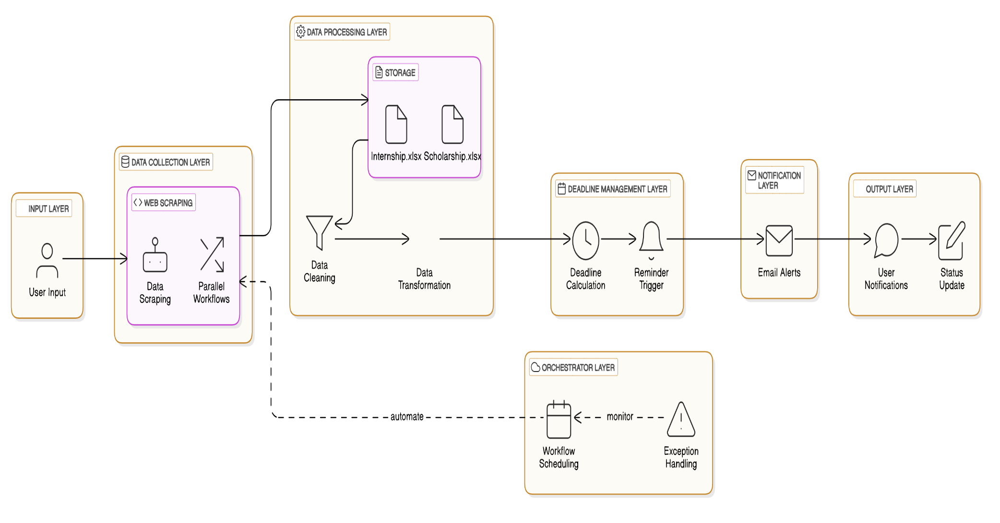 INPUT LAYER
User Input
DATA COLLECTION LAYER
WEB SCRAPING
Data
Scraping
Parallel
Workflows
DATA PROCESSING LAYER
STORAGE
Internship.xlsx
Scholarship.xlsx
Data
Cleaning
Data
Transformation
DEADLINE MANAGEMENT LAYER
Deadline
Calculation
Reminder
Trigger
NOTIFICATION
LAYER
Email Alerts
OUTPUT LAYER
User
Notifications
Status
Update
ORCHESTRATOR LAYER
automate
Workflow
Scheduling
monitor
Exception
Handling